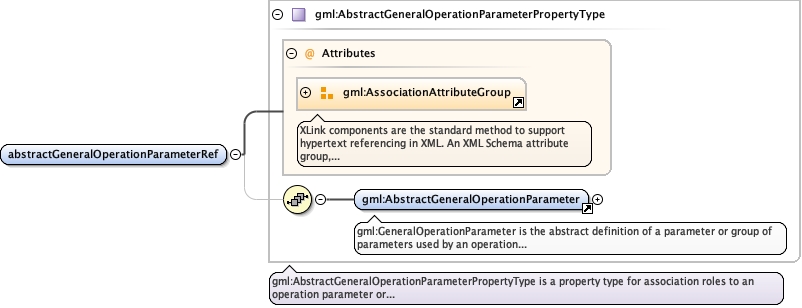 gml:AbstractGeneralOperationParameterPropertyType
@ Attributes
gml:AssociationAttributeGroup
XLink components are the standard method to support
hypertext referencing in XML. An XML Schema attribute
group,...
abstractGeneralOperationParameterRef
gml:AbstractGeneralOperationParameter
gml:GeneralOperationParameter is the abstract definition of a parameter or group of
parameters used by an operation...
gml:AbstractGeneralOperationParameterPropertyType is a property type for association roles to an
operation parameter or...